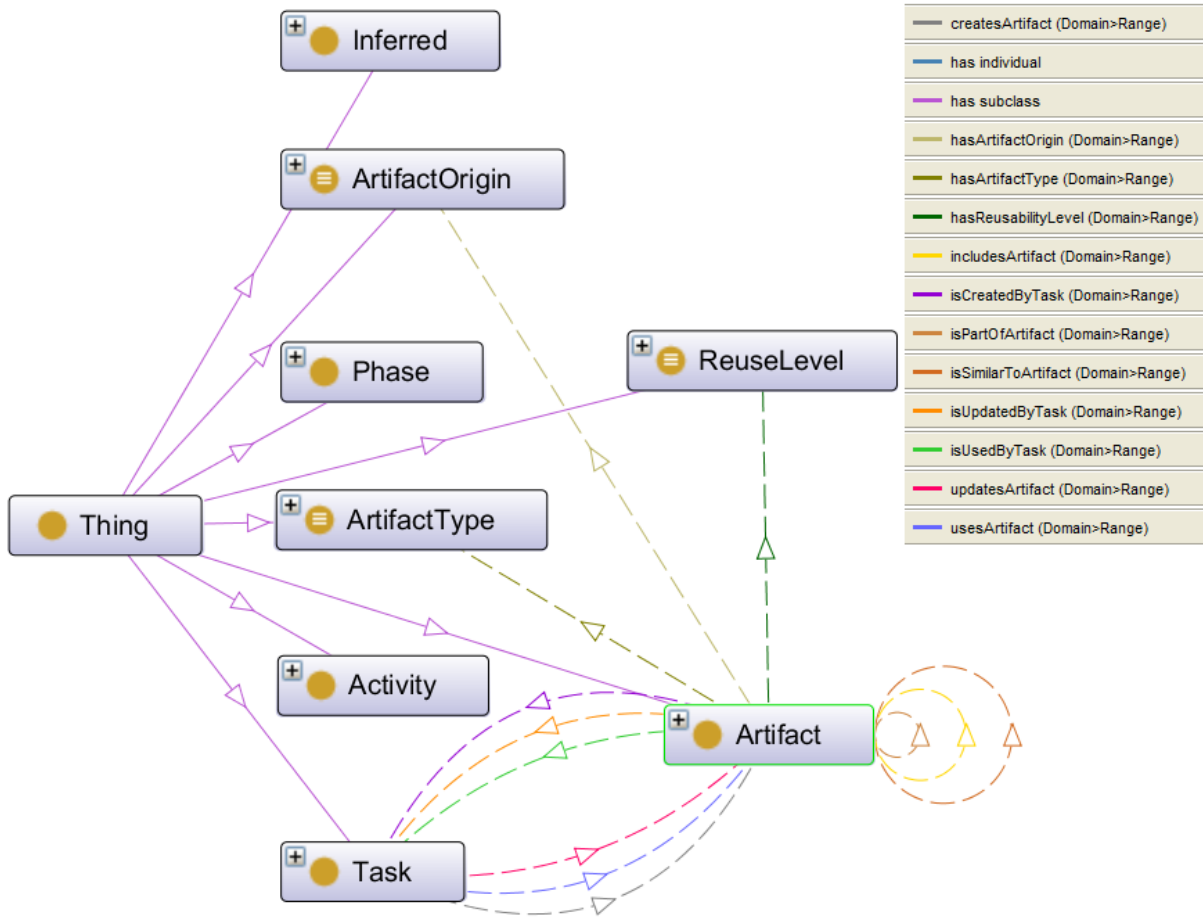 Inferred
ArtifactOrigin
Phase
ReuseLevel
Thing
ArtifactType
Activity
Artifact
Task
createsArtifact (Domain>Range)
has individual
has subclass
hasArtifactOrigin (Domain>Range)
hasArtifactType (Domain>Range)
hasReusabilityLevel (Domain>Range)
includesArtifact (Domain>Range)
isCreatedByTask (Domain>Range)
isPartOfArtifact (Domain>Range)
isSimilarToArtifact (Domain>Range)
isUpdatedByTask (Domain>Range)
isUsedByTask (Domain>Range)
updatesArtifact (Domain>Range)
usesArtifact (Domain>Range)